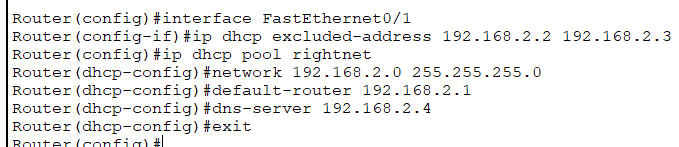 Router(config)#interface FastEthernet0/1
Router(config-if)#ip dhcp excluded-address 192.168.2.2 192.168.2.3
Router(config)#ip dhcp pool rightnet
Router(dhcp-config)#network 192.168.2.0 255.255.255.0
Router(dhcp-config)#default-router 192.168.2.1
Router(dhcp-config)#dns-server 192.168.2.4
Router(dhcp-config)#exit
Router(config)#